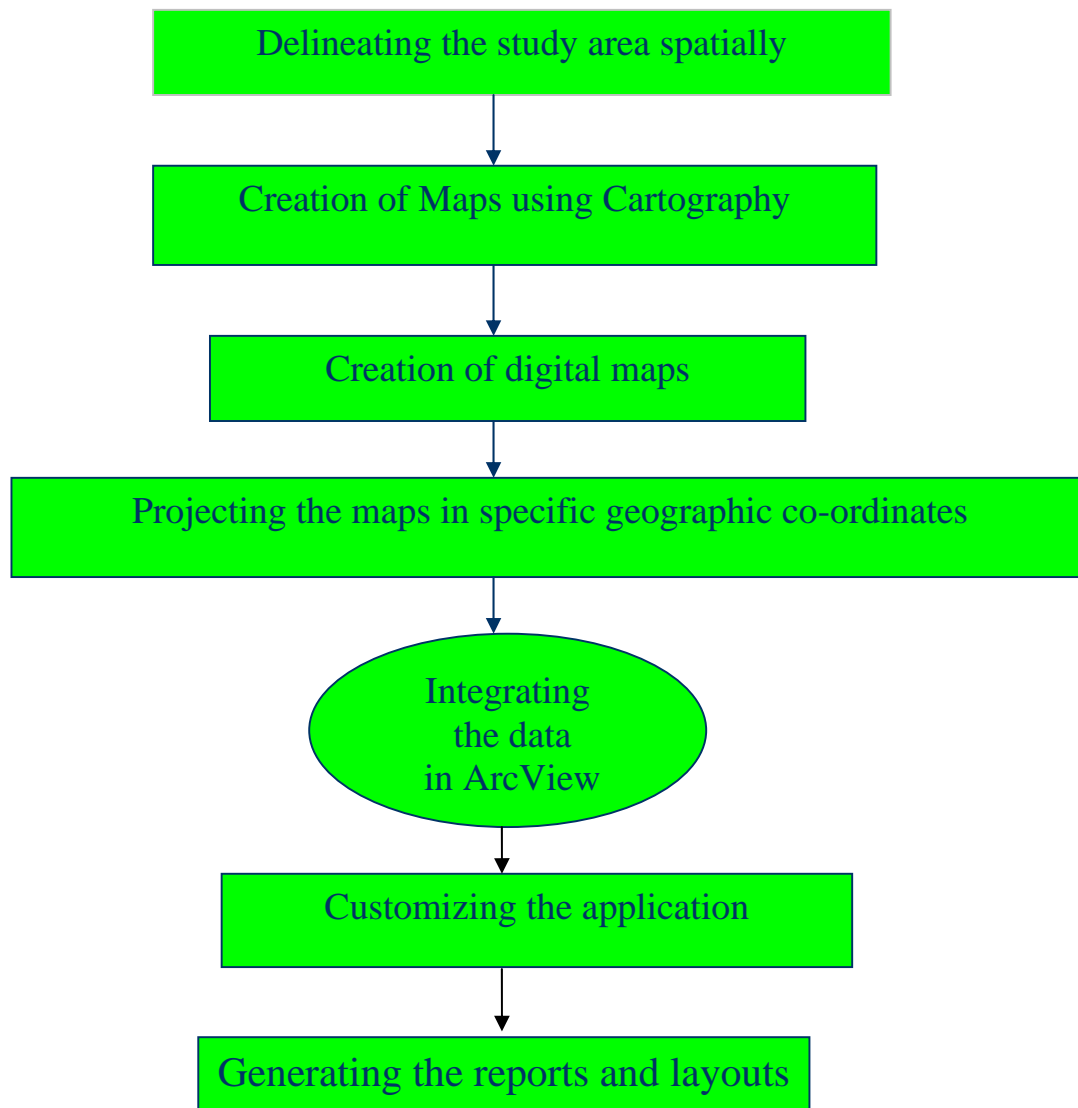 Delineating the study area spatially
Creation of Maps using Cartography
Creation of digital maps
Projecting the maps in specific geographic co-ordinates
Integrating
the data
in ArcView
Customizing the application
Generating the reports and layouts